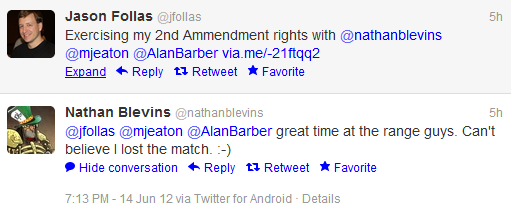 Jason Follas @jfollas 5h
Exercising my 2nd Ammendment rights with @nathanblevins
@mjeaton @AlanBarber via.me/-21ftqq2
Expand Reply Retweet Favorite
Nathan Blevins @nathanblevins 5h
@jfollas @mjeaton @AlanBarber great time at the range guys. Can't
believe I lost the match. :-)
Hide conversation Reply Retweet Favorite
7:13 PM - 14 Jun 12 via Twitter for Android · Details